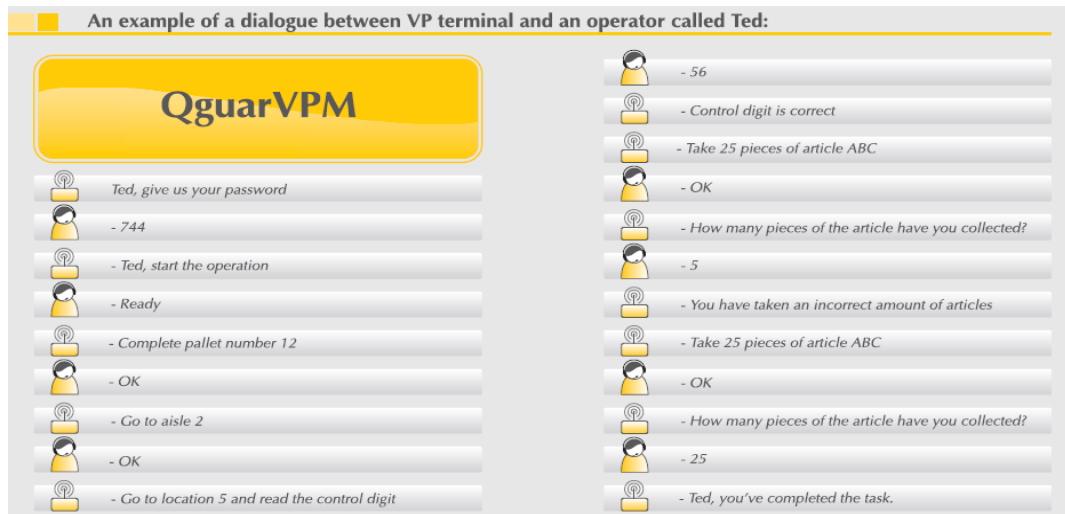 An example of a dialogue between VP terminal and an operator called Ted:
QguarVPM
Ted, give us your password
- 744
- Ted, start the operation
- Ready
- Complete pallet number 12
- OK
- Go to aisle 2
- OK
- Go to location 5 and read the control digit
- 56
- Control digit is correct
- Take 25 pieces of article ABC
- OK
- How many pieces of the article have you collected?
- 5
- You have taken an incorrect amount of articles
- Take 25 pieces of article ABC
- OK
- How many pieces of the article have you collected?
- 25
- Ted, you've completed the task.